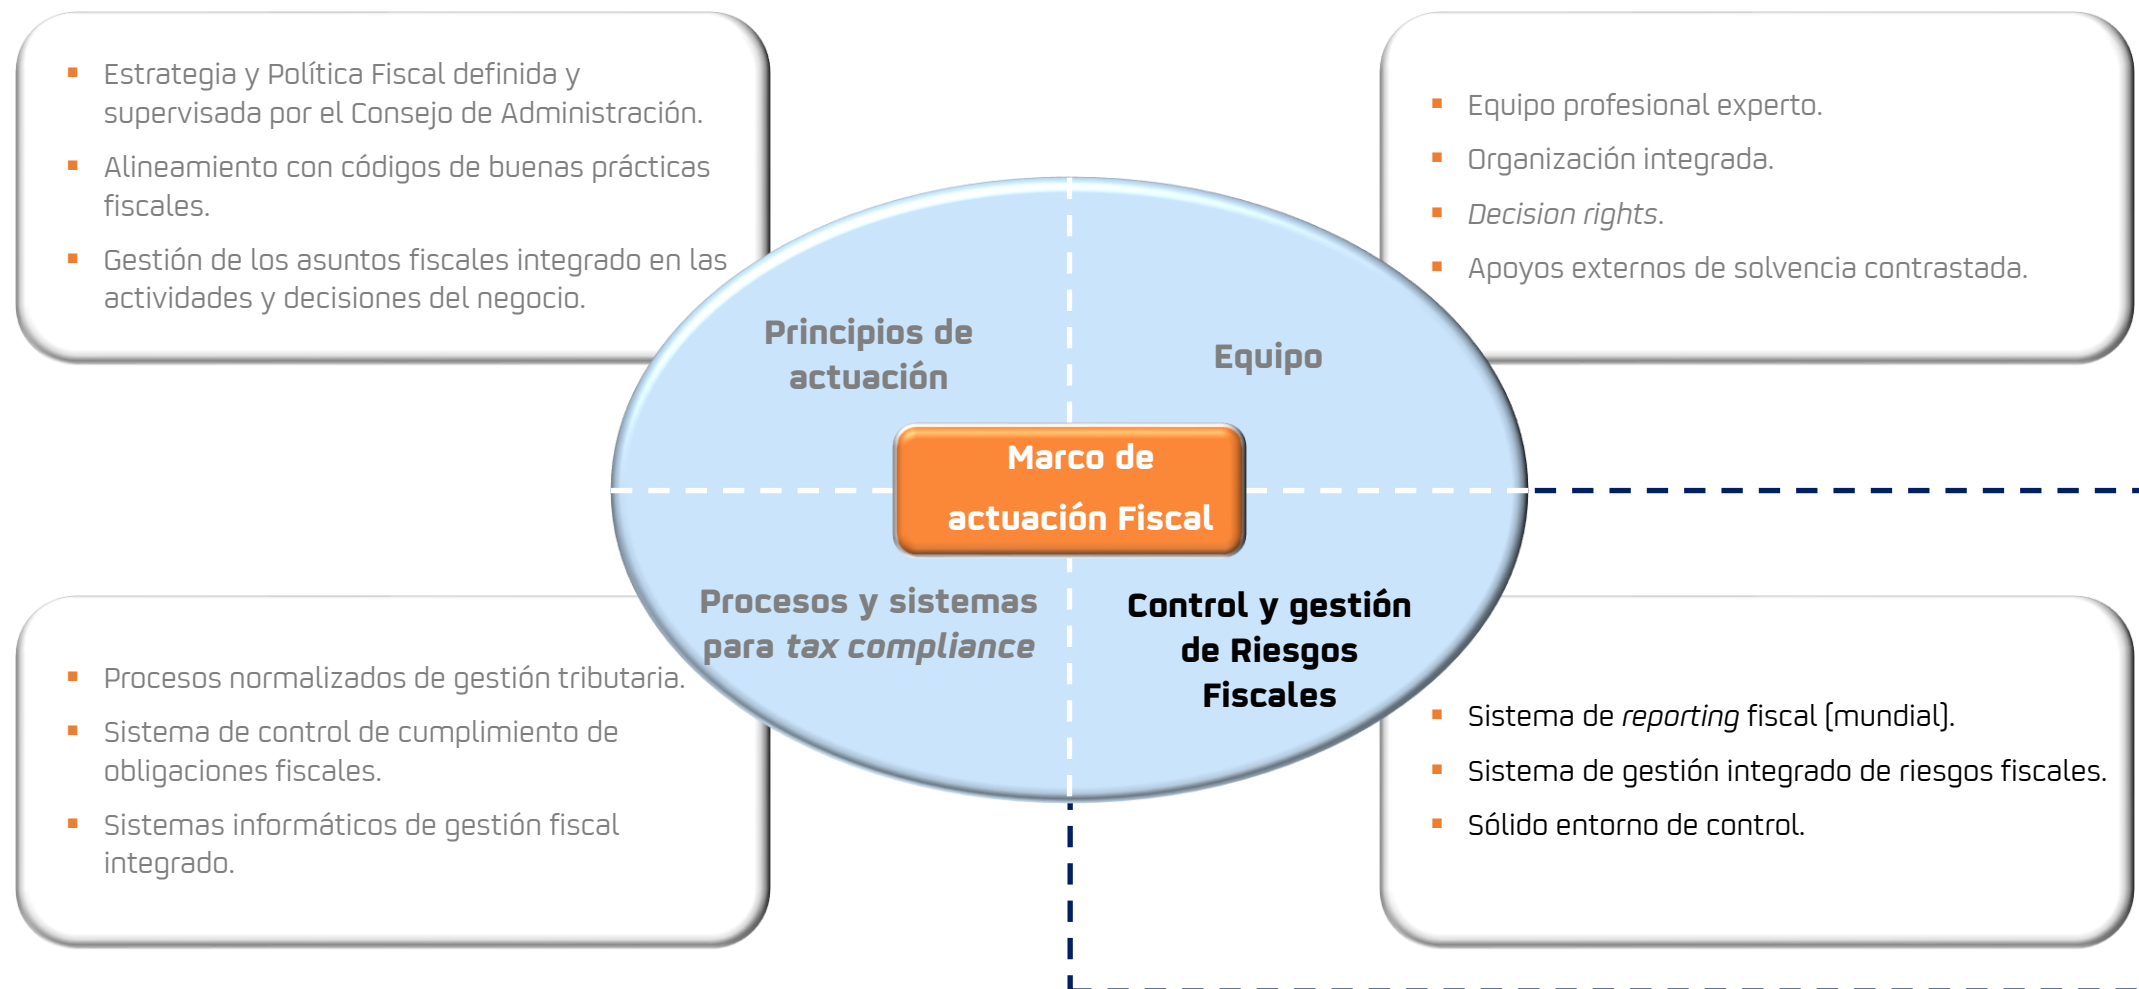 Estrategia y Política Fiscal definida y
supervisada por el Consejo de Administración.
Alineamiento con códigos de buenas prácticas
fiscales.
Gestión de los asuntos fiscales integrado en las
actividades y decisiones del negocio.
Equipo profesional experto.
Organización integrada.
Decision rights.
Apoyos externos de solvencia contrastada.
Principios de
actuación
Equipo
Marco de
actuación Fiscal
Procesos y sistemas
para tax compliance
Control y gestión
de Riesgos
Fiscales
Procesos normalizados de gestión tributaria.
Sistema de control de cumplimiento de
obligaciones fiscales.
Sistemas informáticos de gestión fiscal
integrado.
Sistema de reporting fiscal (mundial).
Sistema de gestión integrado de riesgos fiscales.
Sólido entorno de control.